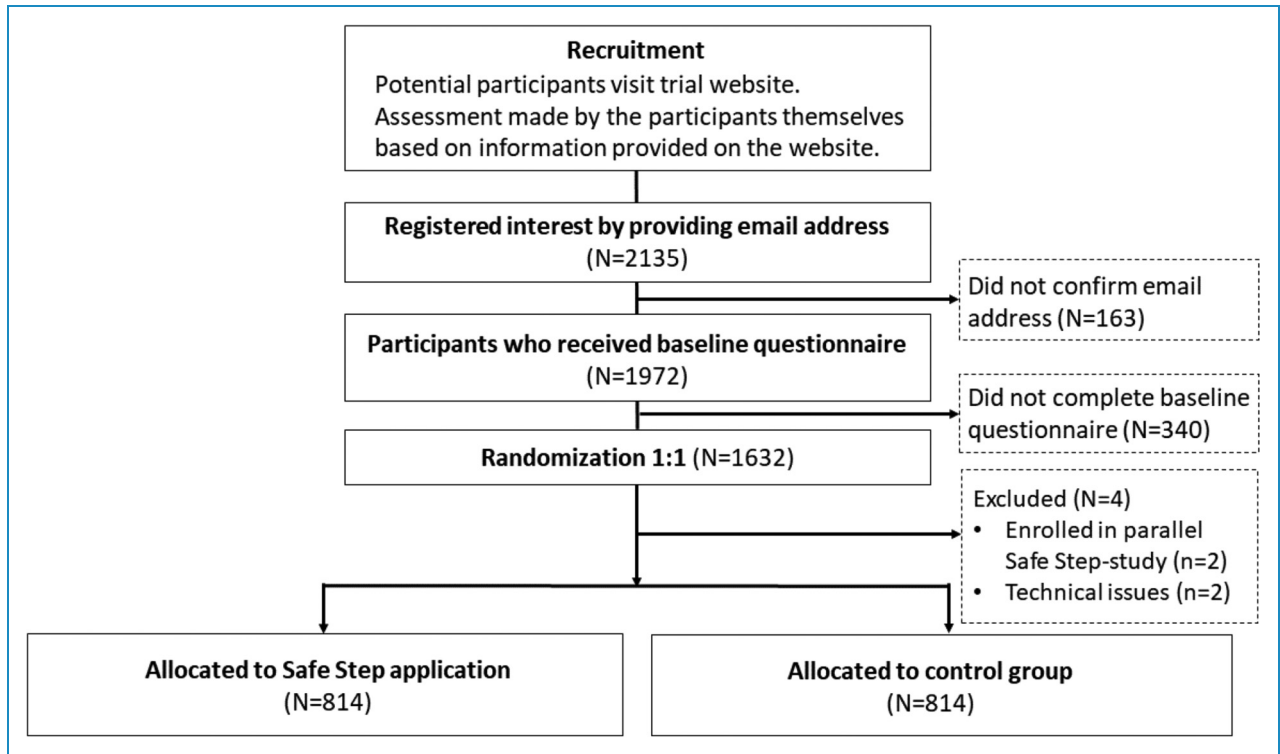 Recruitment
Potential participants visit trial website.
Assessment made by the participants themselves
based on information provided on the website.
Registered interest by providing email address
(N=2135)
Did not confirm email
address (N=163)
Participants who received baseline questionnaire
(N=1972)
Did not complete baseline
questionnaire (N=340)
Randomization 1:1 (N=1632)
Excluded (N=4)
• Enrolled in parallel
Safe Step-study (n=2)
• Technical issues (n=2)
Allocated to Safe Step application
(N=814)
Allocated to control group
(N=814)